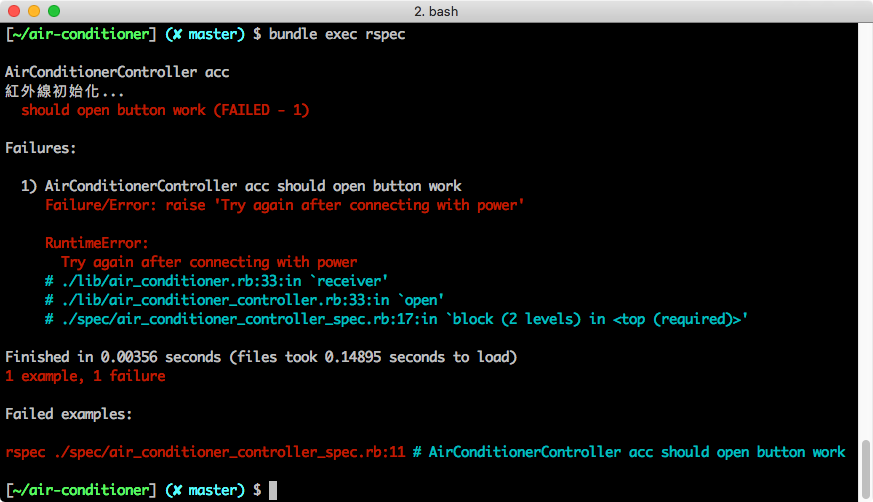 2. bash
[~/air-conditioner] (✘ master) $ bundle exec rspec
AirConditionerController acc
紅外線初始化...
should open button work (FAILED - 1)
Failures:
1) AirConditionerController acc should open button work
Failure/Error: raise 'Try again after connecting with power'
RuntimeError:
Try again after connecting with power
# ./lib/air_conditioner.rb:33:in `receiver'
# ./lib/air_conditioner_controller.rb:33:in `open'
# ./spec/air_conditioner_controller_spec.rb:17:in `block (2 levels) in <top (required)>'
Finished in 0.00356 seconds (files took 0.14895 seconds to load)
1 example, 1 failure
Failed examples:
rspec ./spec/air_conditioner_controller_spec.rb:11 # AirConditionerController acc should open button work
[~/air-conditioner] (✘ master) $